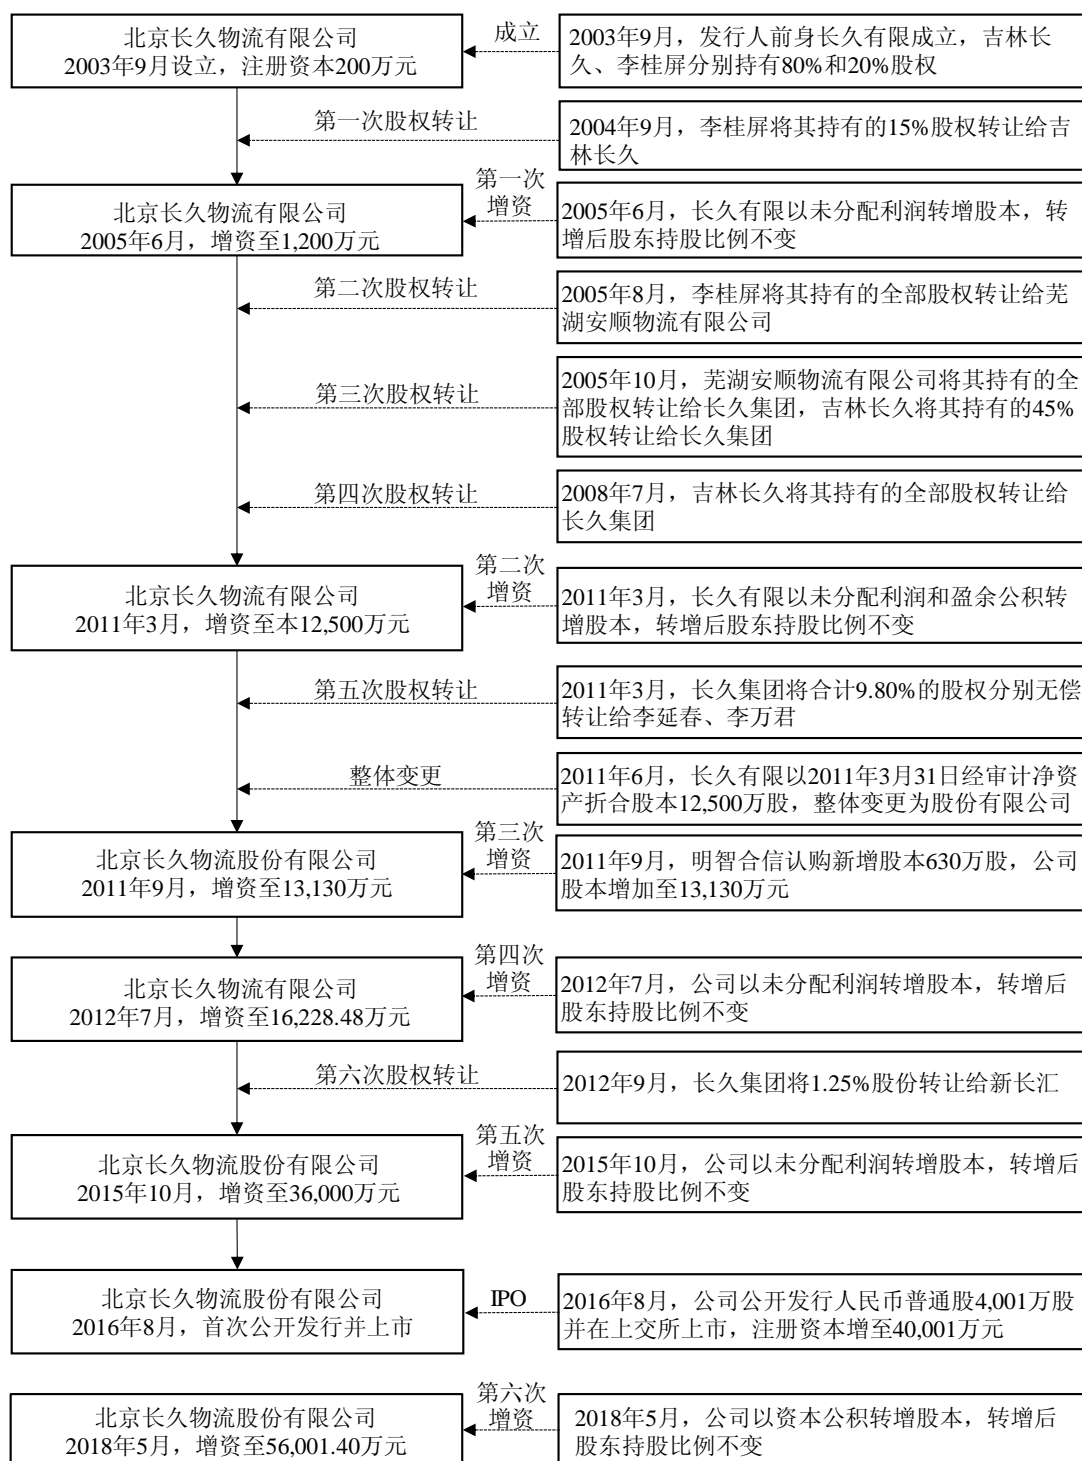 北京长久物流有限公司
2003年9月设立，注册资本200万元
成立
2003年9月，发行人前身长久有限成立，吉林长
久、李桂屏分别持有80%和20%股权
第一次股权转让
2004年9月，李桂屏将其持有的15%股权转让给吉
林长久
北京长久物流有限公司
2005年6月，增资至1,200万元
第一次
增资
2005年6月，长久有限以未分配利润转增股本，转
增后股东持股比例不变
第二次股权转让
2005年8月，李桂屏将其持有的全部股权转让给芜
湖安顺物流有限公司
第三次股权转让
2005年10月，芜湖安顺物流有限公司将其持有的全
部股权转让给长久集团，吉林长久将其持有的45%
股权转让给长久集团
第四次股权转让
2008年7月，吉林长久将其持有的全部股权转让给
长久集团
北京长久物流有限公司
2011年3月，增资至本12,500万元
第二次
增资
2011年3月，长久有限以未分配利润和盈余公积转
增股本，转增后股东持股比例不变
第五次股权转让
2011年3月，长久集团将合计9.80%的股权分别无偿
转让给李延春、李万君
整体变更
2011年6月，长久有限以2011年3月31日经审计净资
产折合股本12,500万股，整体变更为股份有限公司
北京长久物流股份有限公司
2011年9月，增资至13,130万元
第三次
增资
2011年9月，明智合信认购新增股本630万股，公司
股本增加至13,130万元
北京长久物流有限公司
2012年7月，增资至16,228.48万元
第四次
增资
2012年7月，公司以未分配利润转增股本，转增后
股东持股比例不变
第六次股权转让
2012年9月，长久集团将1.25%股份转让给新长汇
北京长久物流股份有限公司
2015年10月，增资至36,000万元
第五次
增资
2015年10月，公司以未分配利润转增股本，转增后
股东持股比例不变
北京长久物流股份有限公司
2016年8月，首次公开发行并上市
IPO
2016年8月，公司公开发行人民币普通股4,001万股
并在上交所上市，注册资本增至40,001万元
北京长久物流股份有限公司
2018年5月，增资至56,001.40万元
第六次
增资
2018年5月，公司以资本公积转增股本，转增后
股东持股比例不变